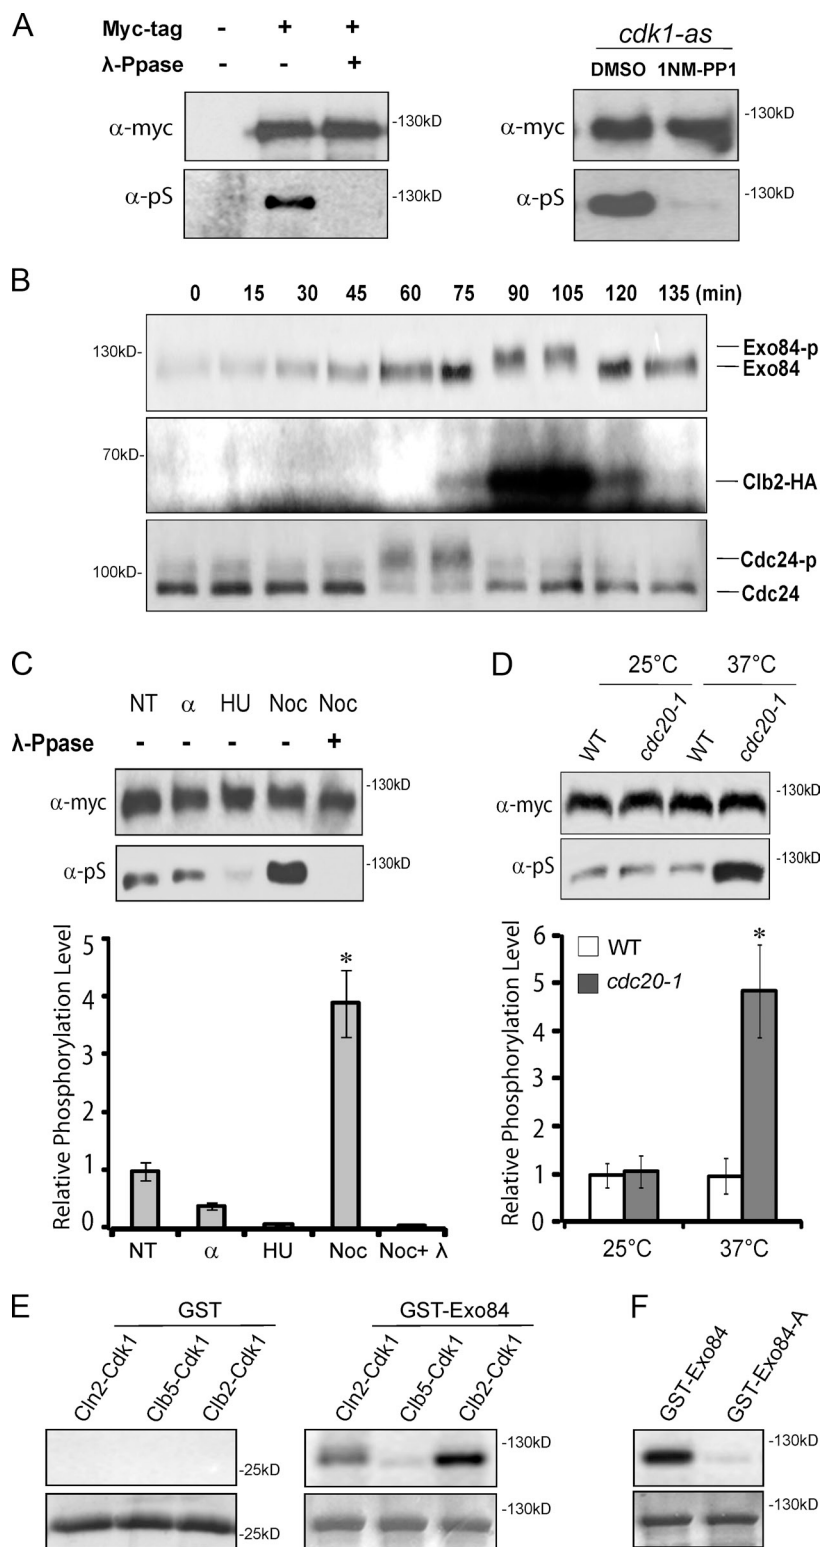 A
Myc-tag - + +
λ-Ppase - - +
α-myc
-130kD
α-pS
-130kD
cdk1-as
DMSO 1NM-PP1
α-myc
-130kD
α-pS
-130kD
B
0 15 30 45 60 75 90 105 120 135 (min)
130kD-
Exo84-p
Exo84
70kD-
Clb2-HA
100kD-
Cdc24-p
Cdc24
C
NT α HU Noc Noc
λ-Ppase - - - - +
α-myc
-130kD
α-pS
-130kD
Relative Phosphorylation Level
5
4
3
2
1
0
*
NT α HU Noc Noc+ λ
D
25°C 37°C
WT cdc20-1 WT cdc20-1
α-myc
-130kD
α-pS
-130kD
Relative Phosphorylation Level
6
5
4
3
2
1
0
WT
cdc20-1
*
25°C 37°C
E
GST
Cln2-Cdk1 Clb5-Cdk1 Clb2-Cdk1
-25kD
-25kD
GST-Exo84
Cln2-Cdk1 Clb5-Cdk1 Clb2-Cdk1
-130kD
-130kD
F
GST-Exo84 GST-Exo84-A
-130kD
-130kD